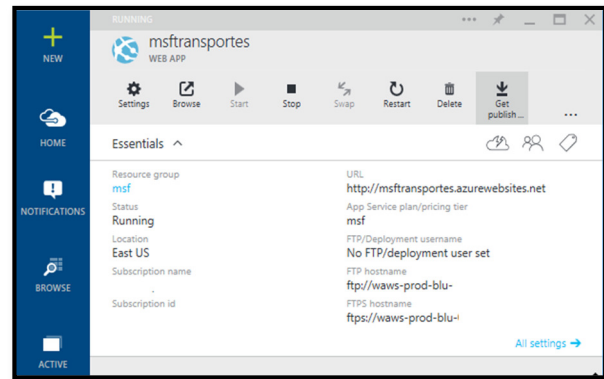 RUNNING
msftransportes
WEB APP
NEW
Settings
Browse
Start
Stop
Swap
Restart
Delete
Get
publish ...
...
HOME
Essentials
Resource group
msf
URL
http://msftransportes.azurewebsites.net
NOTIFICATIONS
Status
Running
App Service plan/pricing tier
msf
Location
East US
FTP/Deployment username
No FTP/deployment user set
BROWSE
Subscription name
FTP hostname
ftp://waws-prod-blu-
Subscription id
FTPS hostname
ftps://waws-prod-blu-
All settings →
ACTIVE